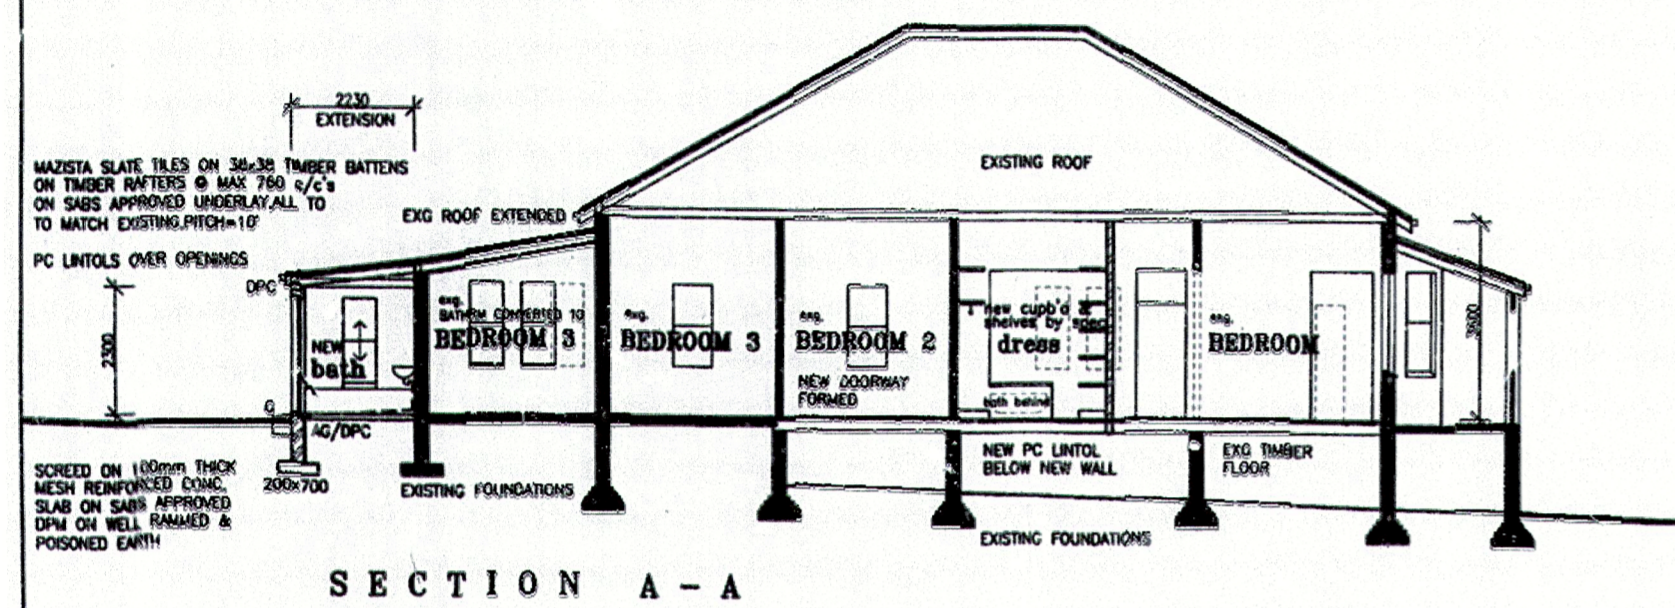 2230
EXTENSION
MAZISTA SLATE TILES ON 38x38 TIMBER BATTENS
ON TIMBER RAFTERS @ MAX 760 c/c's
ON SABS APPROVED UNDERLAY.ALL TO
TO MATCH EXISTING.PITCH=10°
PC LINTOLS OVER OPENINGS
EXG ROOF EXTENDED
EXISTING ROOF
DPC
2300
NEW
bath
exg.
BATHRM CONVERTED TO
BEDROOM 3
exg.
BEDROOM 3
exg.
BEDROOM 2
NEW DOORWAY
FORMED
new cupb'd &
shelves by spec
dress
exg.
BEDROOM
G
AG/DPC
SCREED ON 100mm THICK
MESH REINFORCED CONC.
SLAB ON SABS APPROVED
DPM ON WELL RAMMED &
POISONED EARTH
200x700
EXISTING FOUNDATIONS
NEW PC LINTOL
BELOW NEW WALL
EXG TIMBER
FLOOR
EXISTING FOUNDATIONS
SECTION A-A